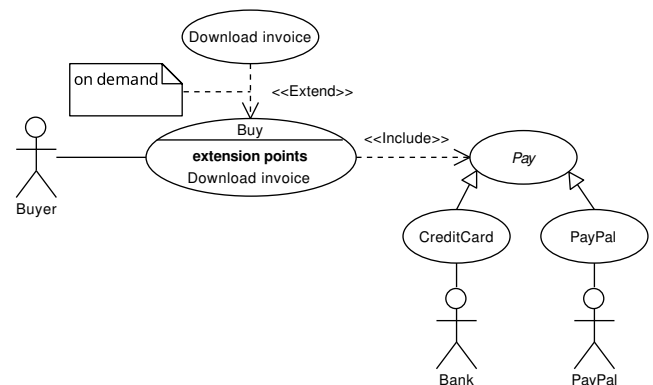 Download invoice
on demand
<<Extend>>
Buy
<<Include>>
extension points
Pay
Download invoice
Buyer
CreditCard
PayPal
Bank
PayPal